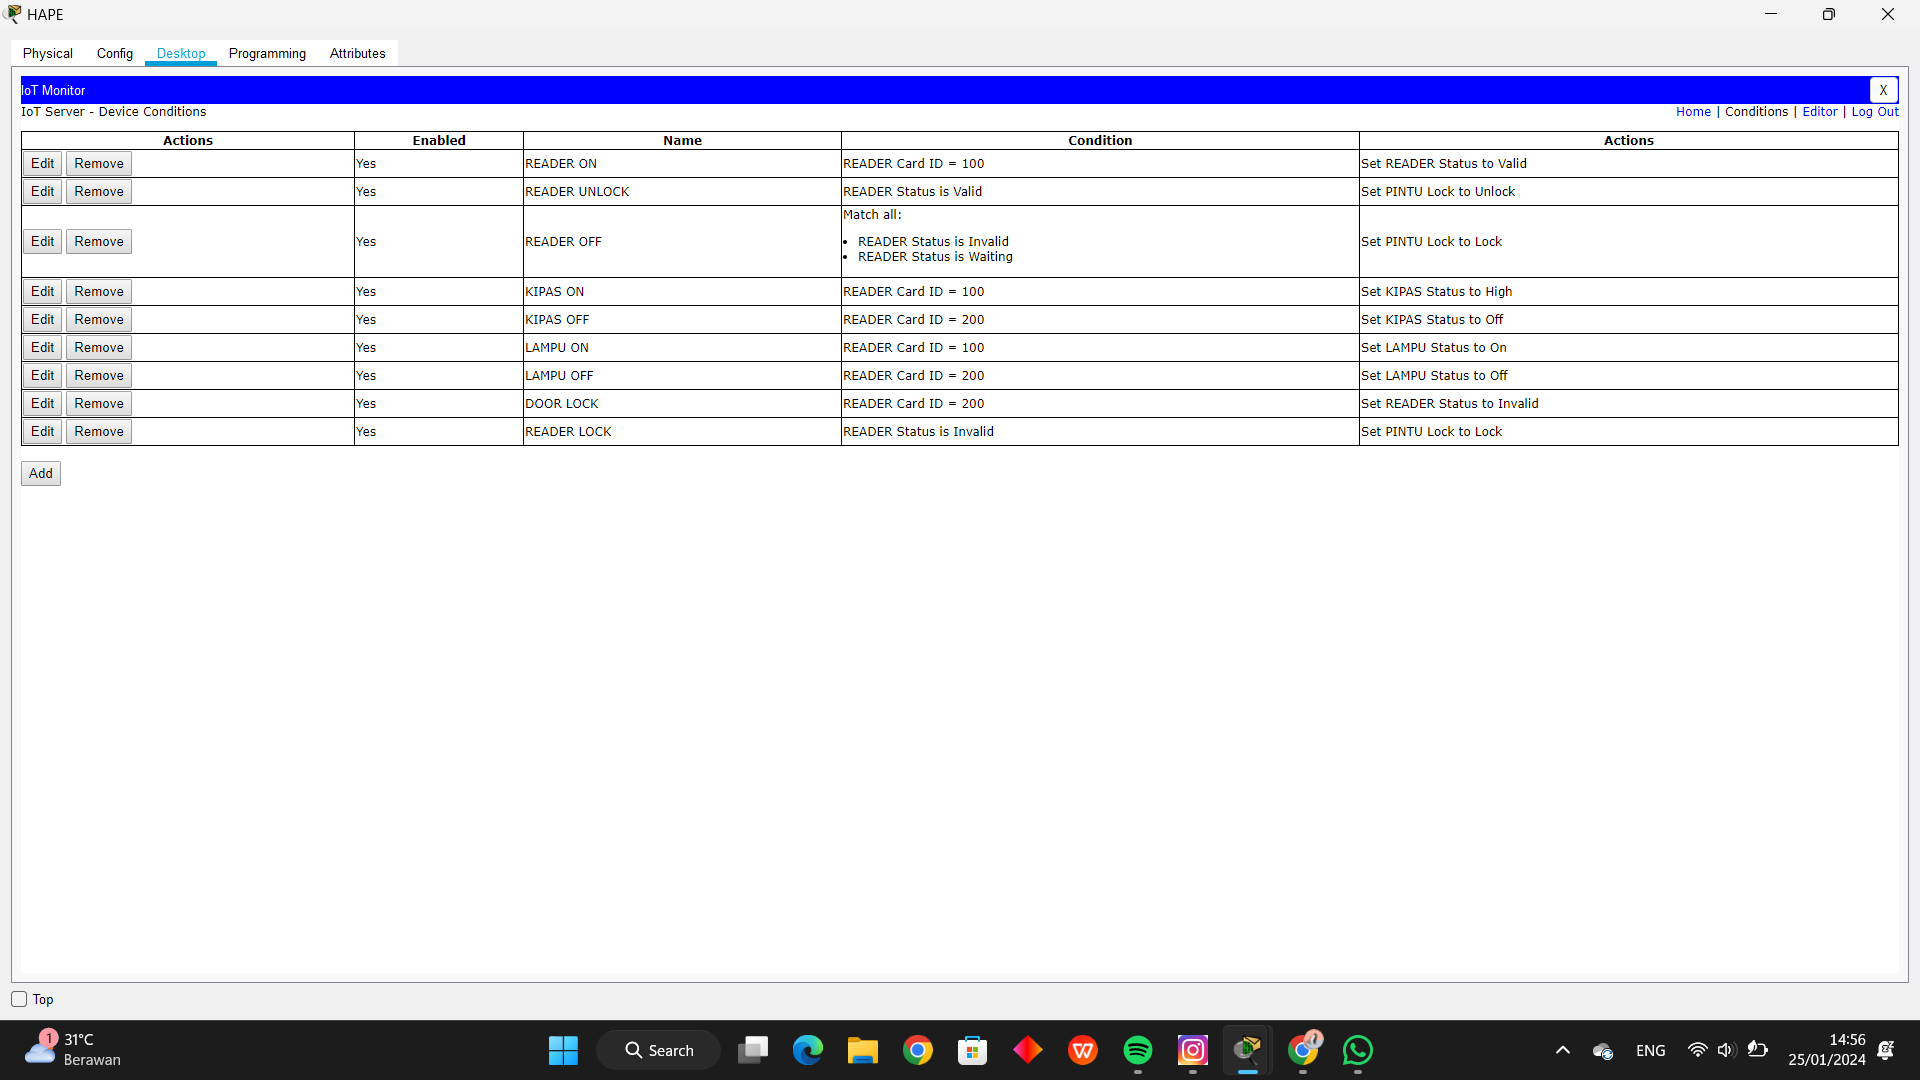 HAPE
Physical Config Desktop Programming Attributes
IoT Monitor X
IoT Server - Device Conditions Home | Conditions | Editor | Log Out
Actions Enabled Name Condition Actions
Edit Remove Yes READER ON READER Card ID = 100 Set READER Status to Valid
Edit Remove Yes READER UNLOCK READER Status is Valid Set PINTU Lock to Unlock
Match all:
Edit Remove Yes READER OFF • READER Status is Invalid Set PINTU Lock to Lock
• READER Status is Waiting
Edit Remove Yes KIPAS ON READER Card ID = 100 Set KIPAS Status to High
Edit Remove Yes KIPAS OFF READER Card ID = 200 Set KIPAS Status to Off
Edit Remove Yes LAMPU ON READER Card ID = 100 Set LAMPU Status to On
Edit Remove Yes LAMPU OFF READER Card ID = 200 Set LAMPU Status to Off
Edit Remove Yes DOOR LOCK READER Card ID = 200 Set READER Status to Invalid
Edit Remove Yes READER LOCK READER Status is Invalid Set PINTU Lock to Lock
Add
Top
1 31°C
Berawan
Search
ENG
14:56
25/01/2024